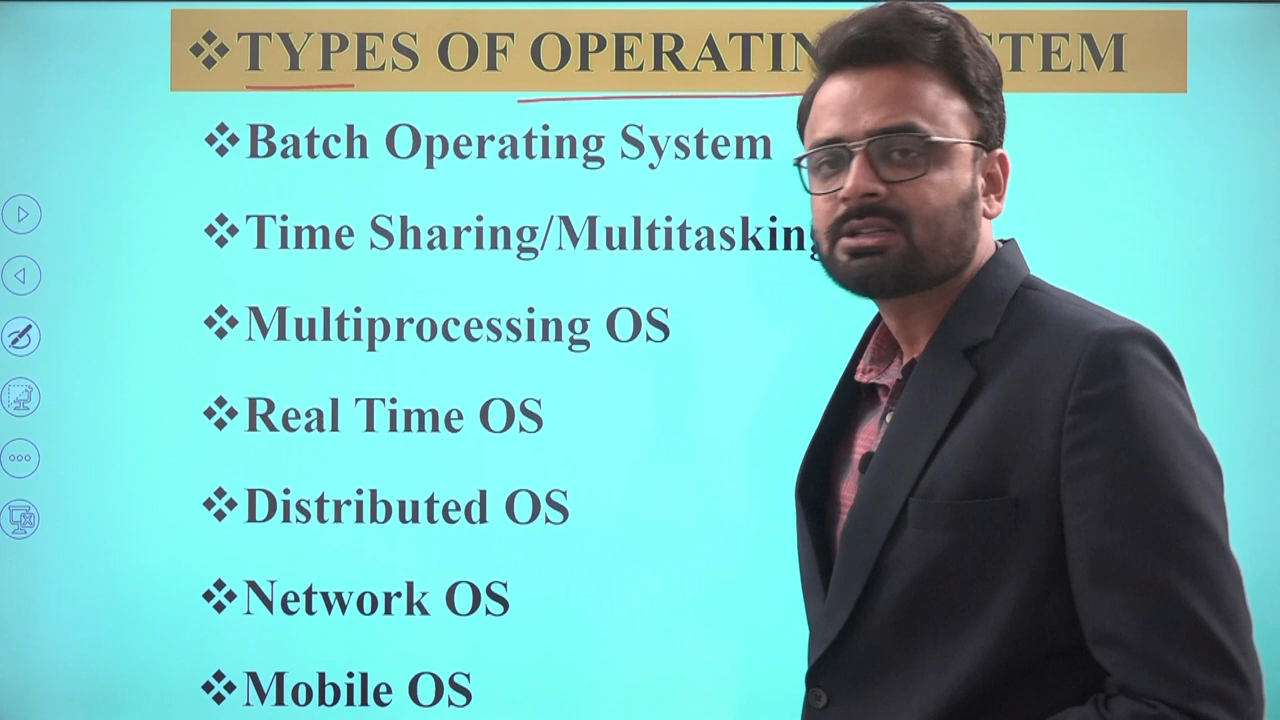 ❖TYPES OF OPERATIN STEM
❖Batch Operating System
❖Time Sharing/Multitasking
❖Multiprocessing OS
❖Real Time OS
❖Distributed OS
❖Network OS
❖Mobile OS